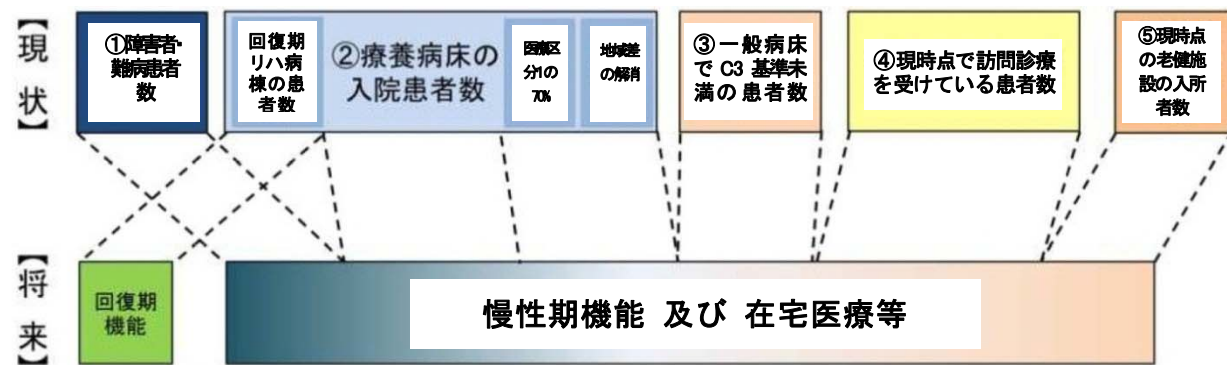 【現状】
①障害者・
難病患者
数
回復期
リハ病
棟の患
者数
②療養病床の
入院患者数
医療区
分1の
70%
地域差
の解消
③一般病床
で C3 基準未
満の患者数
④現時点で訪問診療
を受けている患者数
⑤現時点
の老健施
設の入所
者数
【将来】
回復期
機能
慢性期機能 及び 在宅医療等